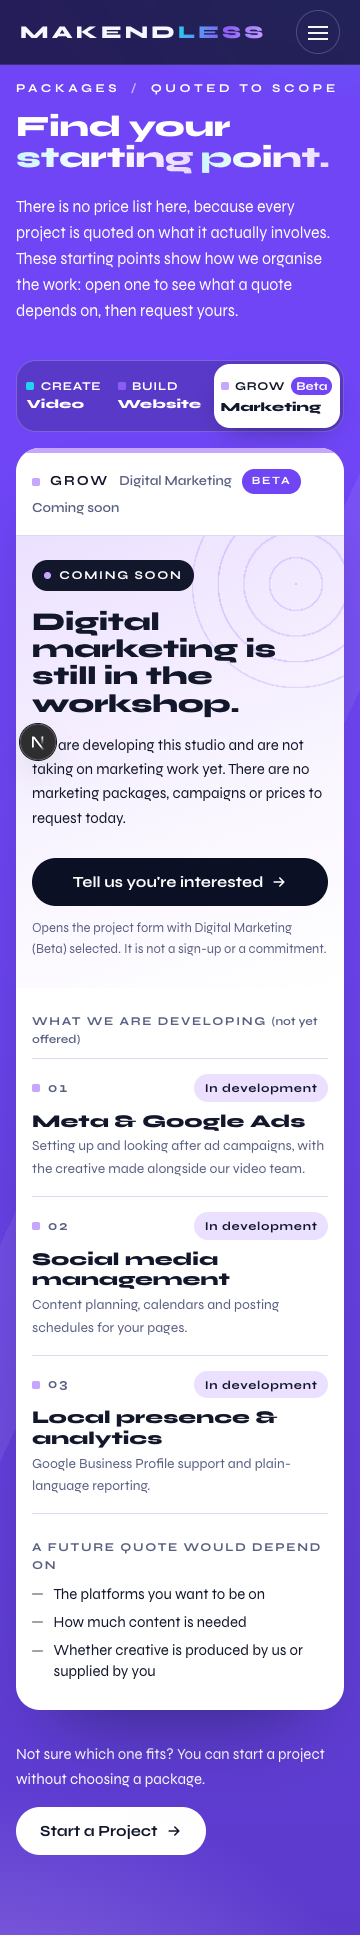 MAKENDLESS
PACKAGES / QUOTED TO SCOPE
Find your
starting point.
There is no price list here, because every
project is quoted on what it actually involves.
These starting points show how we organise
the work: open one to see what a quote
depends on, then request yours.
CREATE
Video
BUILD
Website
GROW Beta
Marketing
GROW Digital Marketing BETA
Coming soon
COMING SOON
Digital
marketing is
still in the
workshop.
N
are developing this studio and are not
taking on marketing work yet. There are no
marketing packages, campaigns or prices to
request today.
Tell us you're interested →
Opens the project form with Digital Marketing
(Beta) selected. It is not a sign-up or a commitment.
WHAT WE ARE DEVELOPING (not yet
offered)
01 In development
Meta & Google Ads
Setting up and looking after ad campaigns, with
the creative made alongside our video team.
02 In development
Social media
management
Content planning, calendars and posting
schedules for your pages.
03 In development
Local presence &
analytics
Google Business Profile support and plain-
language reporting.
A FUTURE QUOTE WOULD DEPEND
ON
— The platforms you want to be on
— How much content is needed
— Whether creative is produced by us or
supplied by you
Not sure which one fits? You can start a project
without choosing a package.
Start a Project →